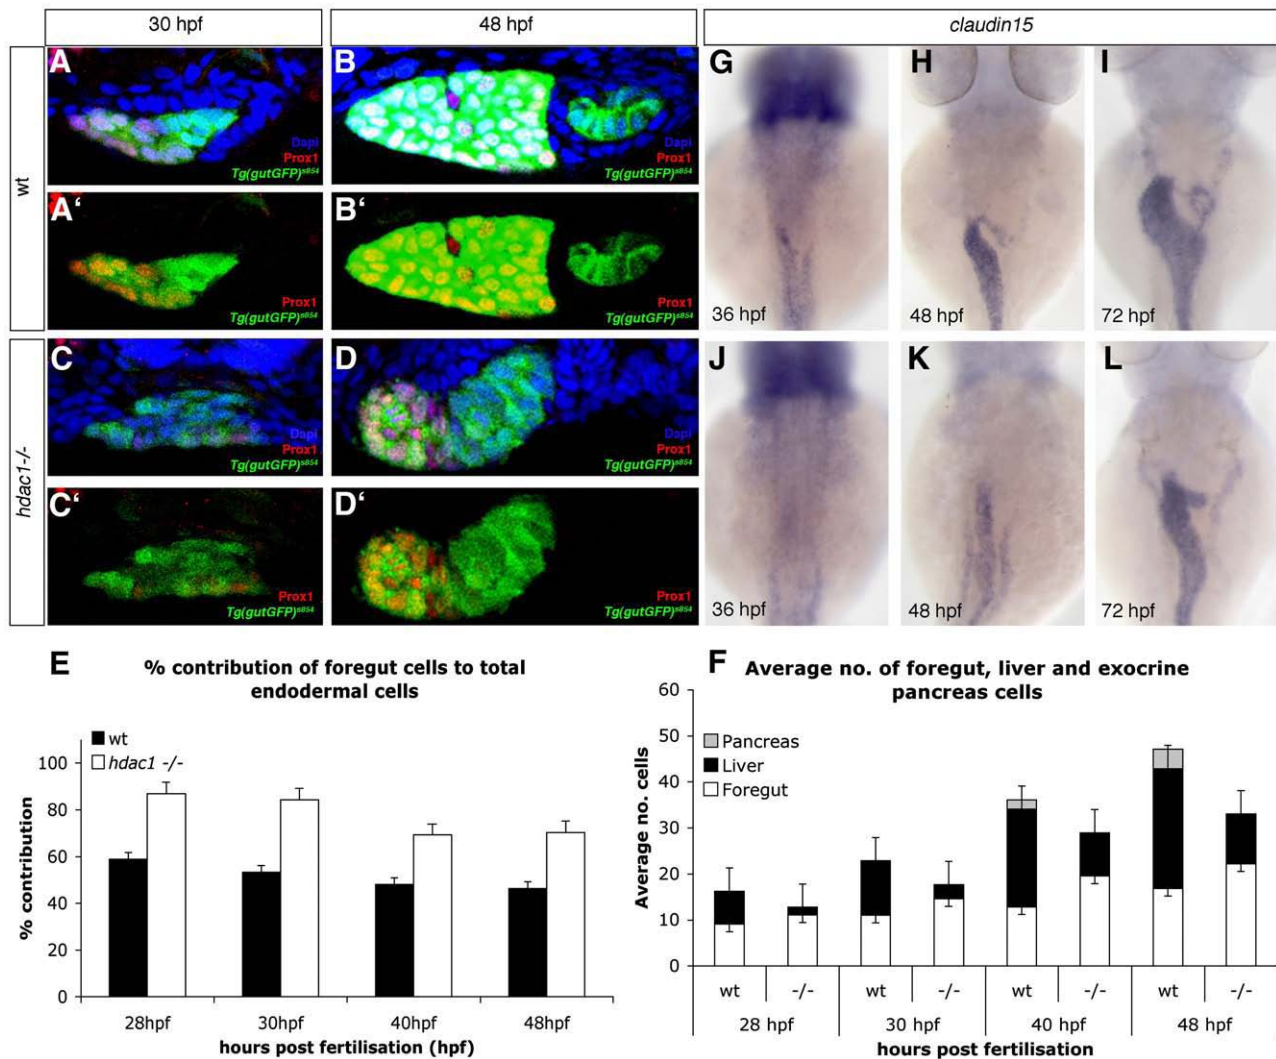 30 hpf
48 hpf
claudin15
wt
hdac1-/-
A
Dapi
Prox1
Tg(gutGFP)s854
B
Dapi
Prox1
Tg(gutGFP)s854
G
36 hpf
H
48 hpf
I
72 hpf
A'
Prox1
Tg(gutGFP)s854
B'
Prox1
Tg(gutGFP)s854
C
Dapi
Prox1
Tg(gutGFP)s854
D
Dapi
Prox1
Tg(gutGFP)s854
J
36 hpf
K
48 hpf
L
72 hpf
C'
Prox1
Tg(gutGFP)s854
D'
Prox1
Tg(gutGFP)s854
E
% contribution of foregut cells to total
endodermal cells
wt
hdac1 -/-
% contribution
100
80
60
40
20
0
28hpf 30hpf 40hpf 48hpf
hours post fertilisation (hpf)
F
Average no. of foregut, liver and exocrine
pancreas cells
Pancreas
Liver
Foregut
Average no. cells
60
50
40
30
20
10
0
wt -/- wt -/- wt -/- wt -/-
28 hpf 30 hpf 40 hpf 48 hpf
hours post fertilisation